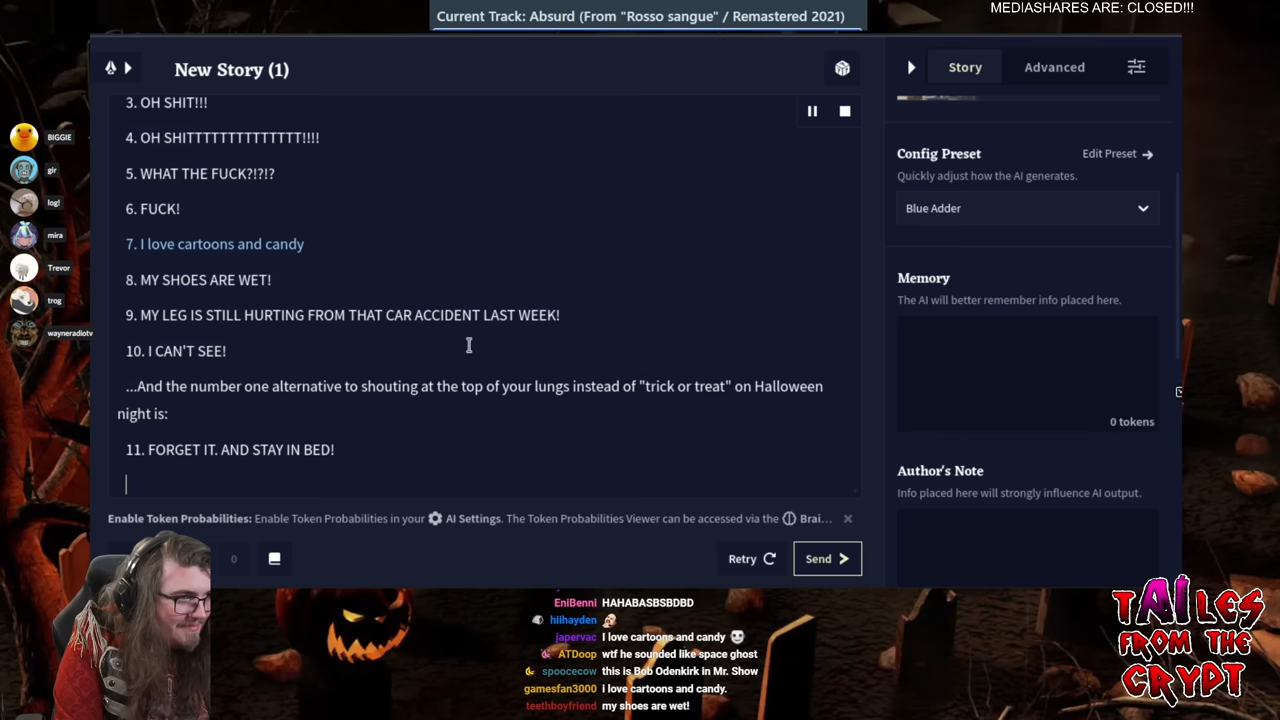 Current Track: Absurd (From "Rosso sangue" / Remastered 2021)
MEDIASHARES ARE: CLOSED!!!
New Story (1)
Story
Advanced
3. OH SHIT!!!
4. OH SHITTTTTTTTTTTTTT!!!!
5. WHAT THE FUCK?!?!?
6. FUCK!
7. I love cartoons and candy
8. MY SHOES ARE WET!
9. MY LEG IS STILL HURTING FROM THAT CAR ACCIDENT LAST WEEK!
10. I CAN'T SEE!
...And the number one alternative to shouting at the top of your lungs instead of "trick or treat" on Halloween
night is:
11. FORGET IT. AND STAY IN BED!
Enable Token Probabilities: Enable Token Probabilities in your AI Settings. The Token Probabilities Viewer can be accessed via the Brai...
0
Retry
Send
Config Preset
Edit Preset
Quickly adjust how the AI generates.
Blue Adder
Memory
The AI will better remember info placed here.
0 tokens
Author's Note
Info placed here will strongly influence AI output.
BIGGIE
gir
log!
mira
Trevor
trog
wayneradiotv
EniBenni HAHABASBSBDBD
hiihayden
japervac I love cartoons and candy
ATDoop wtf he sounded like space ghost
spoocecow this is Bob Odenkirk in Mr. Show
gamesfan3000 i love cartoons and candy.
teethboyfriend my shoes are wet!
TAILES
FROM THE
CRYPT